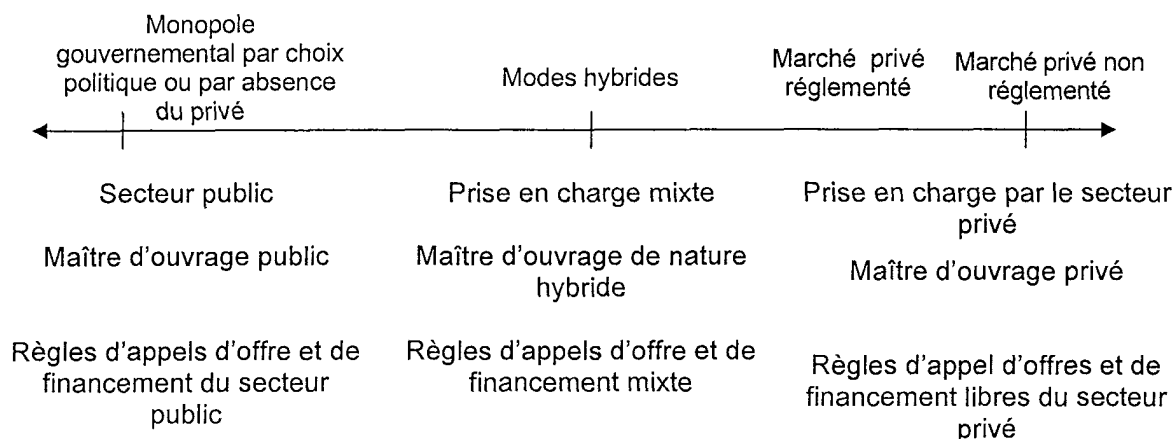 Monopole
gouvernemental par choix
politique ou par absence
du privé
Modes hybrides
Marché privé
réglementé
Marché privé non
réglementé
Secteur public
Prise en charge mixte
Prise en charge par le secteur
privé
Maître d'ouvrage public
Maître d'ouvrage de nature
hybride
Maître d'ouvrage privé
Règles d'appels d'offre et de
financement du secteur
public
Règles d'appels d'offre et de
financement mixte
Règles d'appel d'offres et de
financement libres du secteur
privé